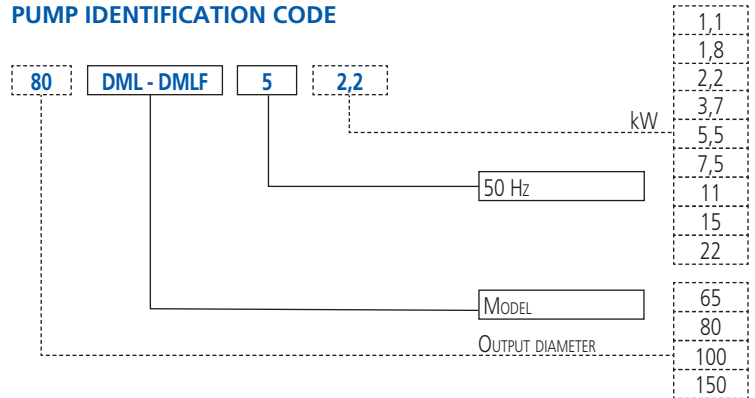 PUMP IDENTIFICATION CODE
80 DML - DMLF 5 2,2
kW
1,1
1,8
2,2
3,7
5,5
7,5
11
15
22
50 Hz
Model
Output diameter
65
80
100
150